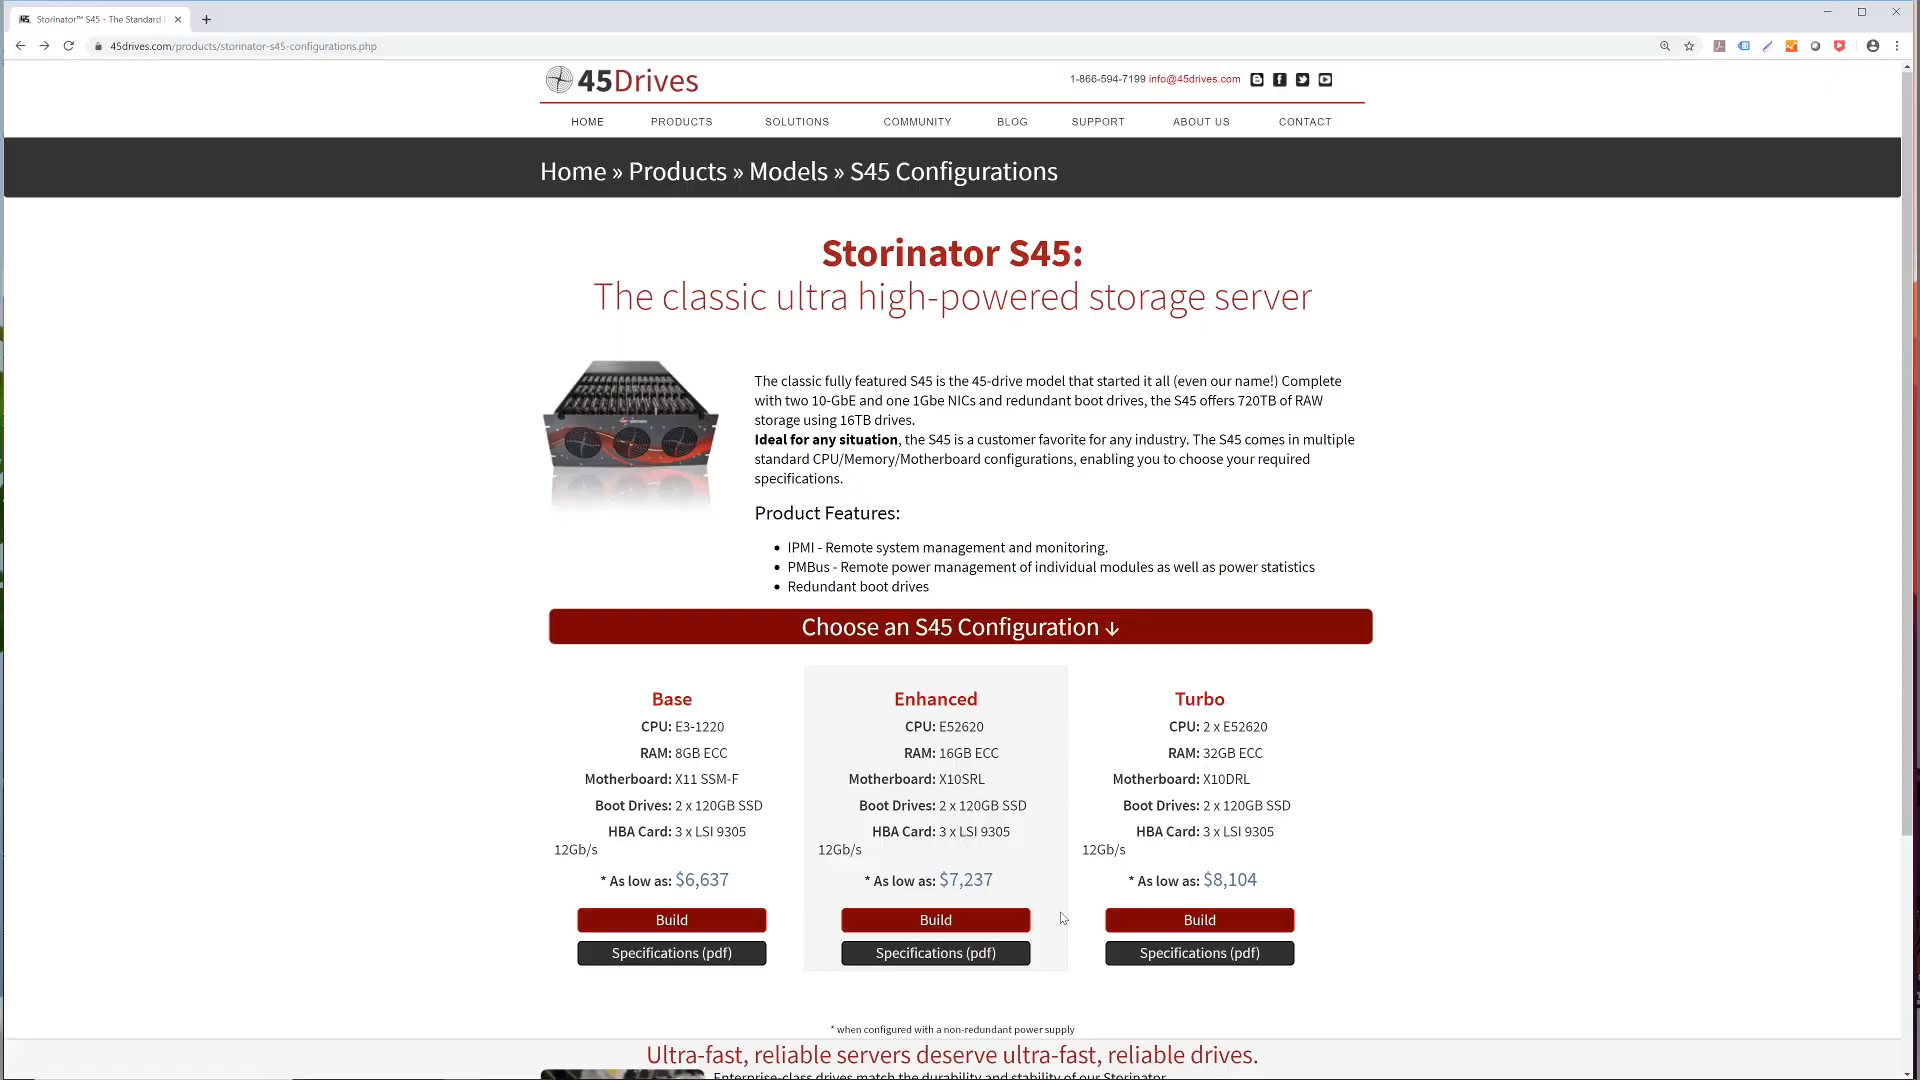 Storinator™ S45 - The Standard
45drives.com/products/storinator-s45-configurations.php
45Drives
1-866-594-7199 info@45drives.com
HOME PRODUCTS SOLUTIONS COMMUNITY BLOG SUPPORT ABOUT US CONTACT
Home » Products » Models » S45 Configurations
Storinator S45:
The classic ultra high-powered storage server
The classic fully featured S45 is the 45-drive model that started it all (even our name!) Complete
with two 10-GbE and one 1Gbe NICs and redundant boot drives, the S45 offers 720TB of RAW
storage using 16TB drives.
Ideal for any situation, the S45 is a customer favorite for any industry. The S45 comes in multiple
standard CPU/Memory/Motherboard configurations, enabling you to choose your required
specifications.
Product Features:
• IPMI - Remote system management and monitoring.
• PMBus - Remote power management of individual modules as well as power statistics
• Redundant boot drives
Choose an S45 Configuration ↓
Base
CPU: E3-1220
RAM: 8GB ECC
Motherboard: X11 SSM-F
Boot Drives: 2 x 120GB SSD
HBA Card: 3 x LSI 9305
12Gb/s
* As low as: $6,637
Build
Specifications (pdf)
Enhanced
CPU: E52620
RAM: 16GB ECC
Motherboard: X10SRL
Boot Drives: 2 x 120GB SSD
HBA Card: 3 x LSI 9305
12Gb/s
* As low as: $7,237
Build
Specifications (pdf)
Turbo
CPU: 2 x E52620
RAM: 32GB ECC
Motherboard: X10DRL
Boot Drives: 2 x 120GB SSD
HBA Card: 3 x LSI 9305
12Gb/s
* As low as: $8,104
Build
Specifications (pdf)
* when configured with a non-redundant power supply
Ultra-fast, reliable servers deserve ultra-fast, reliable drives.
Enterprise-class drives match the durability and stability of our Storinator